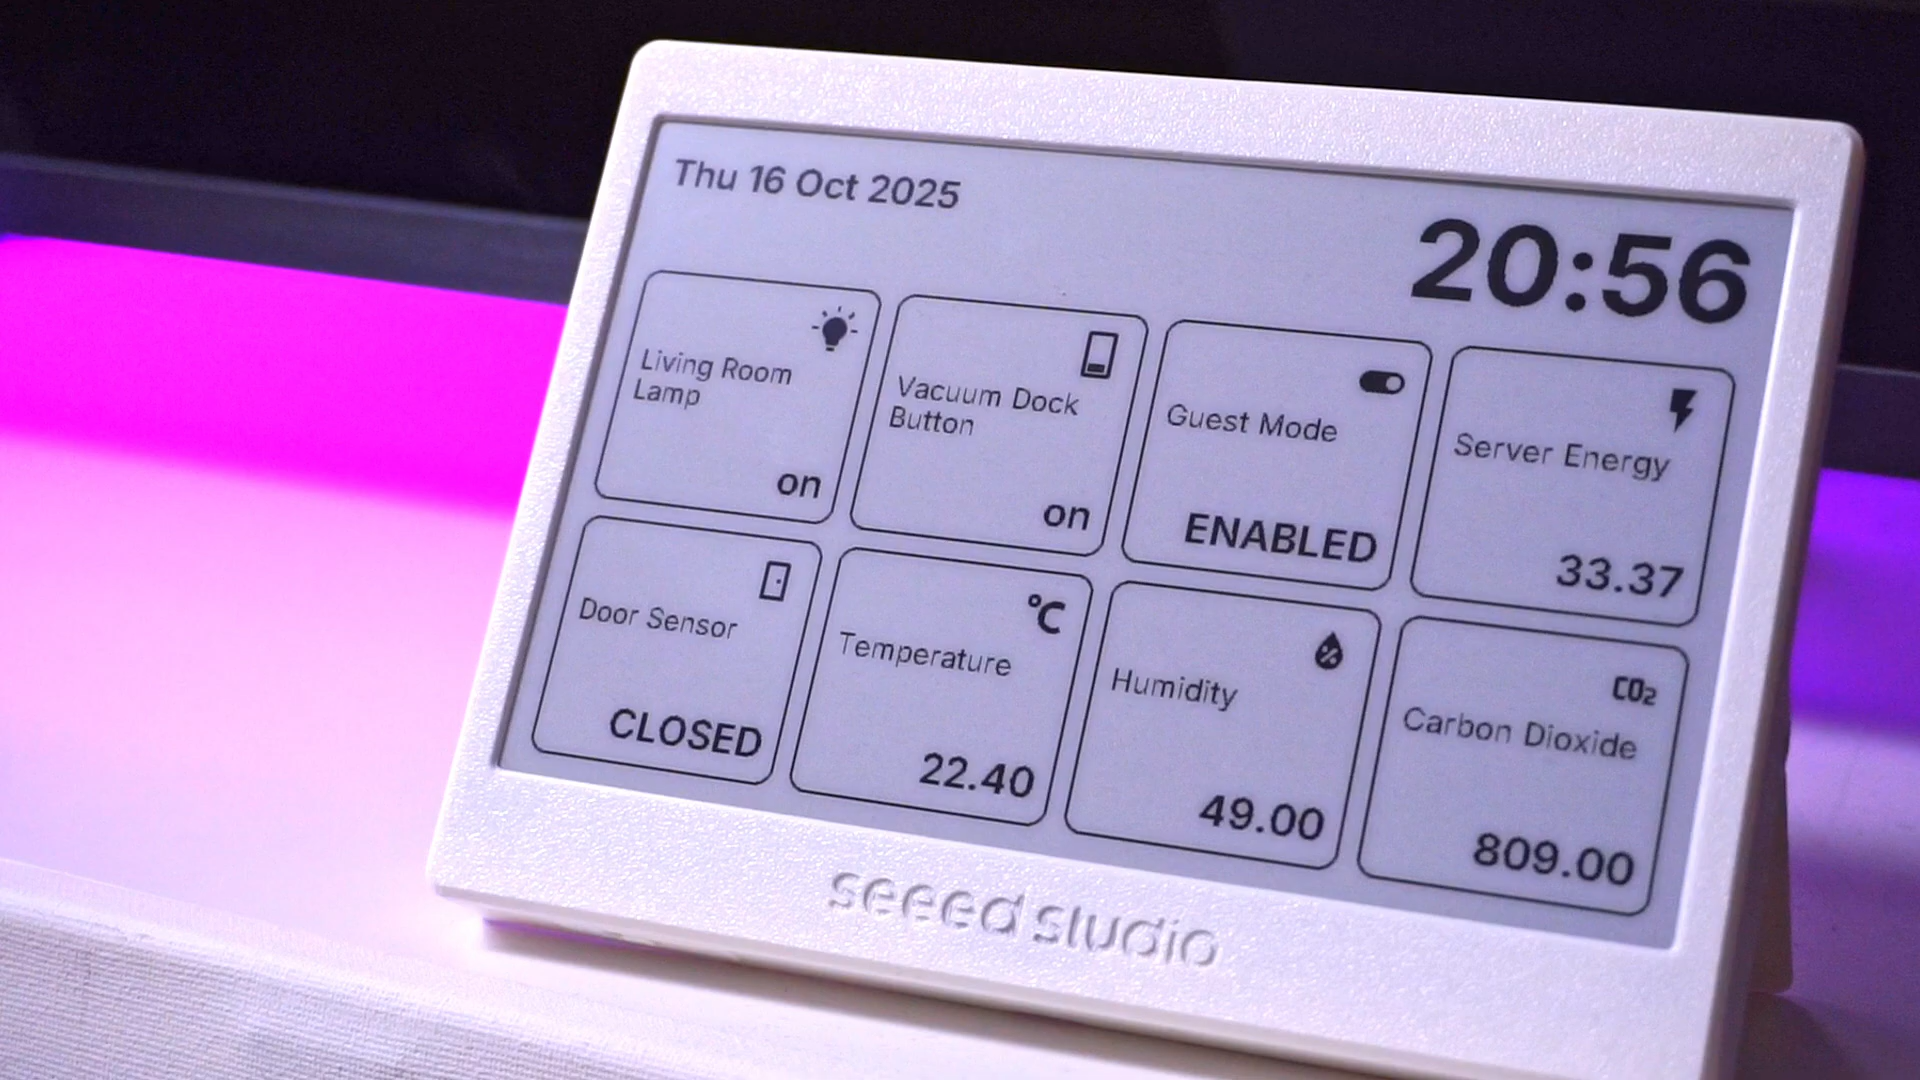 Thu 16 Oct 2025
20:56
Living Room
Lamp
on
Vacuum Dock
Button
on
Guest Mode
ENABLED
Server Energy
33.37
Door Sensor
CLOSED
°C
Temperature
22.40
Humidity
49.00
CO₂
Carbon Dioxide
809.00
seeed studio